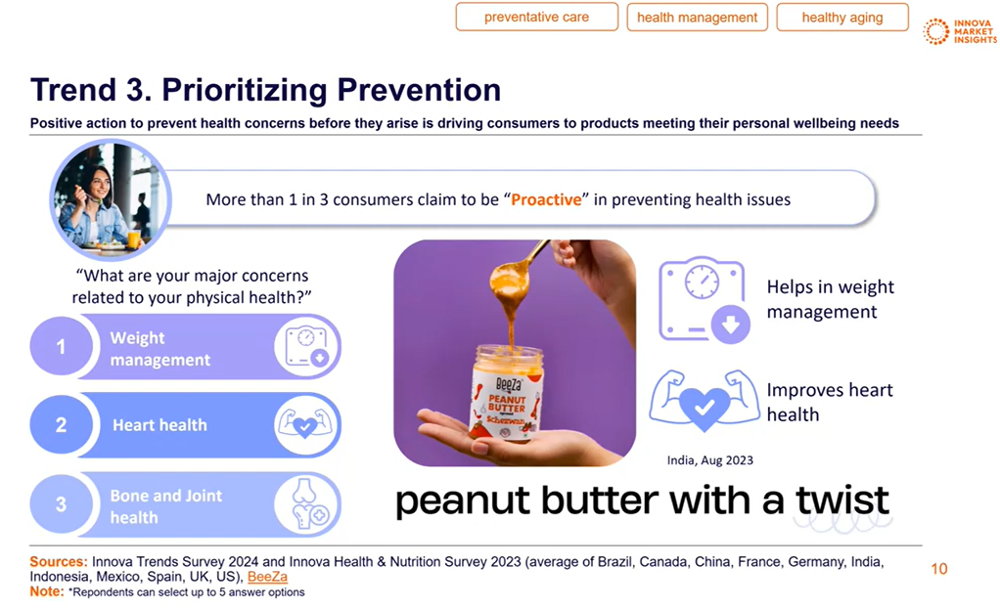 preventative care
health management
healthy aging
INNOVA
MARKET
INSIGHTS
Trend 3. Prioritizing Prevention
Positive action to prevent health concerns before they arise is driving consumers to products meeting their personal wellbeing needs
More than 1 in 3 consumers claim to be “Proactive” in preventing health issues
“What are your major concerns
related to your physical health?”
1
Weight
management
2
Heart health
3
Bone and Joint
health
BeeZa
PEANUT
BUTTER
Schezwan
Helps in weight
management
Improves heart
health
India, Aug 2023
peanut butter with a twist
Sources: Innova Trends Survey 2024 and Innova Health & Nutrition Survey 2023 (average of Brazil, Canada, China, France, Germany, India,
Indonesia, Mexico, Spain, UK, US), BeeZa
Note: *Repondents can select up to 5 answer options
10